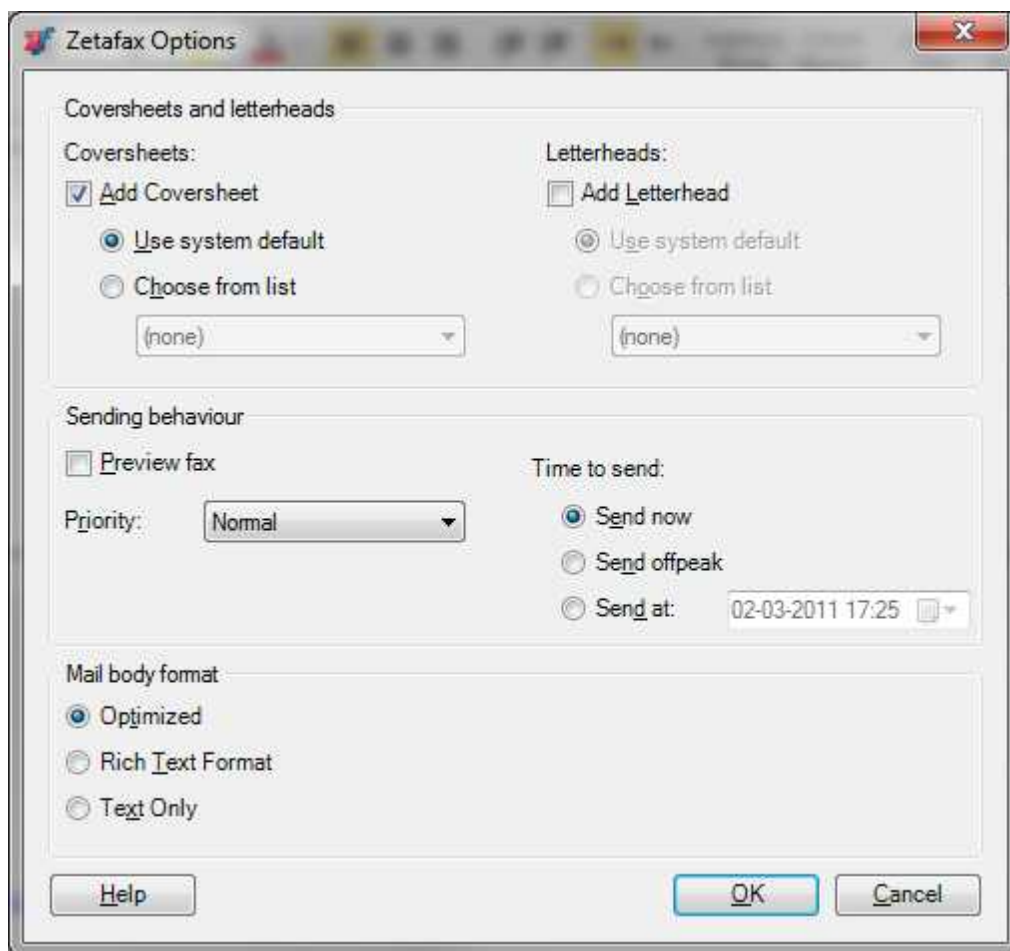 Zetafax Options
Coversheets and letterheads
Coversheets:
Add Coversheet
Use system default
Choose from list
(none)
Letterheads:
Add Letterhead
Use system default
Choose from list
(none)
Sending behaviour
Preview fax
Priority: Normal
Time to send:
Send now
Send offpeak
Send at: 02-03-2011 17:25
Mail body format
Optimized
Rich Text Format
Text Only
Help OK Cancel